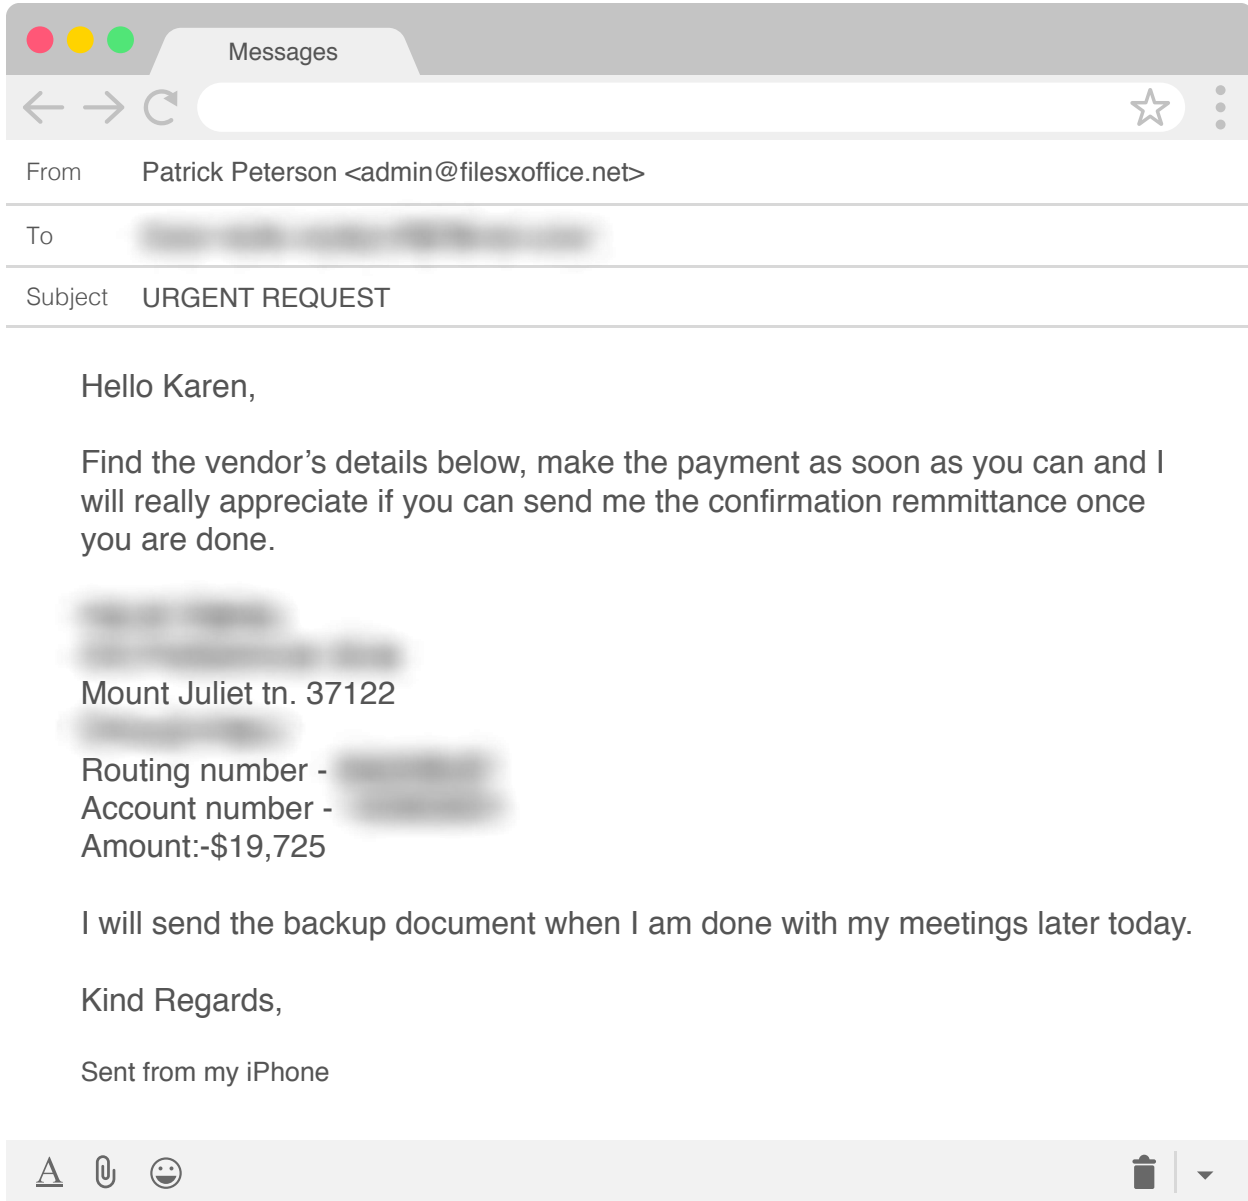 Messages
From Patrick Peterson <admin@filesxoffice.net>
To
Subject URGENT REQUEST
Hello Karen,
Find the vendor’s details below, make the payment as soon as you can and I
will really appreciate if you can send me the confirmation remmittance once
you are done.
Mount Juliet tn. 37122
Routing number -
Account number -
Amount:-$19,725
I will send the backup document when I am done with my meetings later today.
Kind Regards,
Sent from my iPhone
A